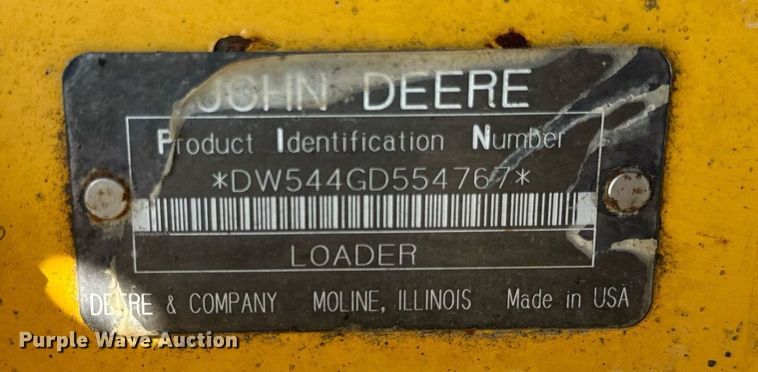 JOHN DEERE
Product Identification Number
*DW544GD554767*
LOADER
DEERE & COMPANY MOLINE, ILLINOIS Made in USA
Purple Wave Auction